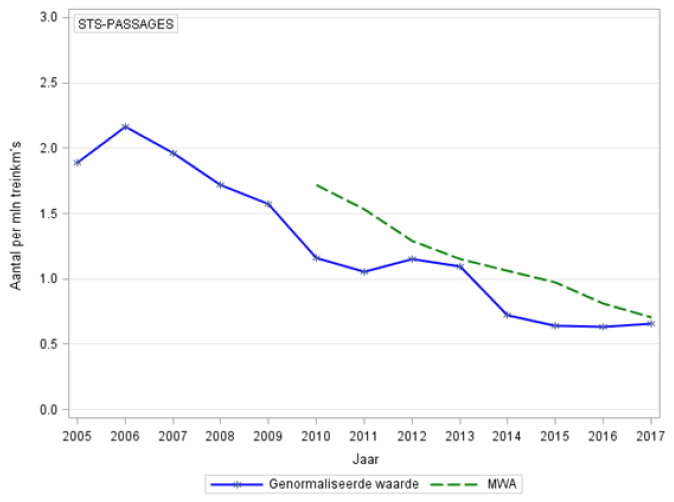 STS-PASSAGES
3.0
2.5
2.0
1.5
1.0
0.5
0.0
Aantal per mln treinkm's
2005 2006 2007 2008 2009 2010 2011 2012 2013 2014 2015 2016 2017
Jaar
Genormaliseerde waarde MWA